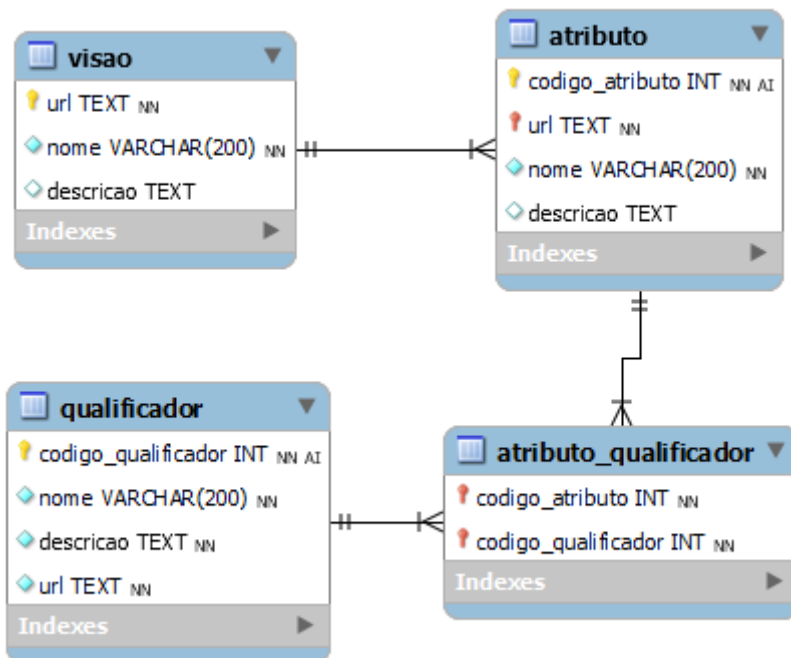 visao
url TEXT NN
nome VARCHAR(200) NN
descricao TEXT
Indexes
atributo
codigo_atributo INT NN AI
url TEXT NN
nome VARCHAR(200) NN
descricao TEXT
Indexes
qualificador
codigo_qualificador INT NN AI
nome VARCHAR(200) NN
descricao TEXT NN
url TEXT NN
Indexes
atributo_qualificador
codigo_atributo INT NN
codigo_qualificador INT NN
Indexes